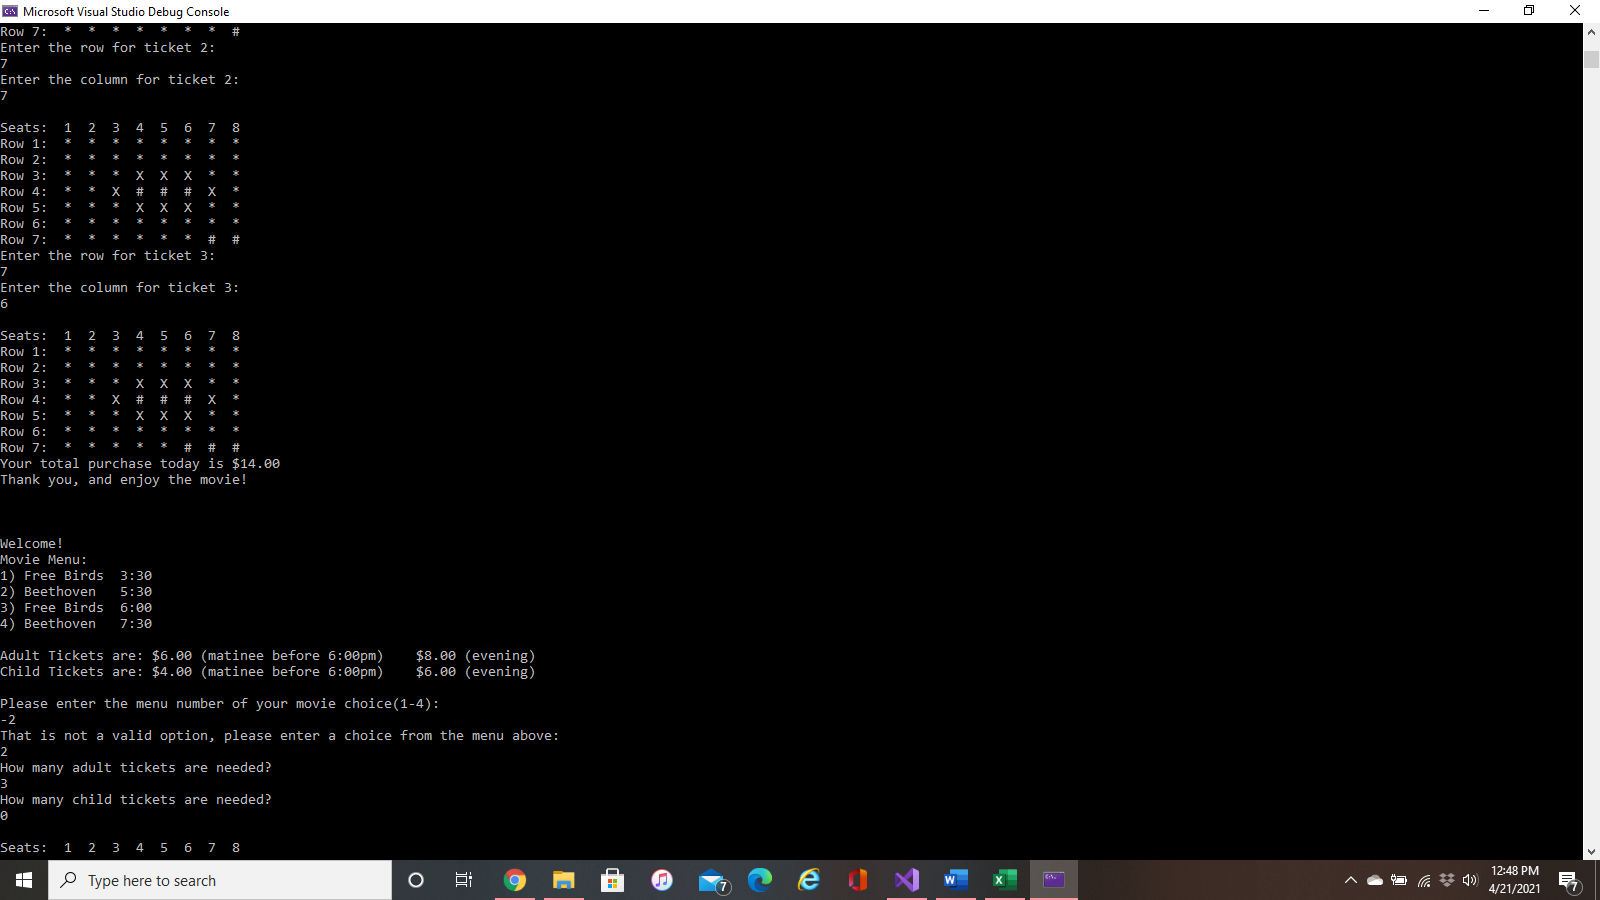 Microsoft Visual Studio Debug Console
Row 7:  *  *  *  *  *  *  *  #
Enter the row for ticket 2:
7
Enter the column for ticket 2:
7
Seats:  1  2  3  4  5  6  7  8
Row 1:  *  *  *  *  *  *  *  *
Row 2:  *  *  *  *  *  *  *  *
Row 3:  *  *  *  X  X  X  *  *
Row 4:  *  *  X  #  #  #  X  *
Row 5:  *  *  *  X  X  X  *  *
Row 6:  *  *  *  *  *  *  *  *
Row 7:  *  *  *  *  *  *  #  #
Enter the row for ticket 3:
7
Enter the column for ticket 3:
6
Seats:  1  2  3  4  5  6  7  8
Row 1:  *  *  *  *  *  *  *  *
Row 2:  *  *  *  *  *  *  *  *
Row 3:  *  *  *  X  X  X  *  *
Row 4:  *  *  X  #  #  #  X  *
Row 5:  *  *  *  X  X  X  *  *
Row 6:  *  *  *  *  *  *  *  *
Row 7:  *  *  *  *  *  #  #  #
Your total purchase today is $14.00
Thank you, and enjoy the movie!
Welcome!
Movie Menu:
1) Free Birds  3:30
2) Beethoven   5:30
3) Free Birds  6:00
4) Beethoven   7:30
Adult Tickets are: $6.00 (matinee before 6:00pm)    $8.00 (evening)
Child Tickets are: $4.00 (matinee before 6:00pm)    $6.00 (evening)
Please enter the menu number of your movie choice(1-4):
-2
That is not a valid option, please enter a choice from the menu above:
2
How many adult tickets are needed?
3
How many child tickets are needed?
0
Seats:  1  2  3  4  5  6  7  8
Type here to search
7
12:48 PM
4/21/2021
7